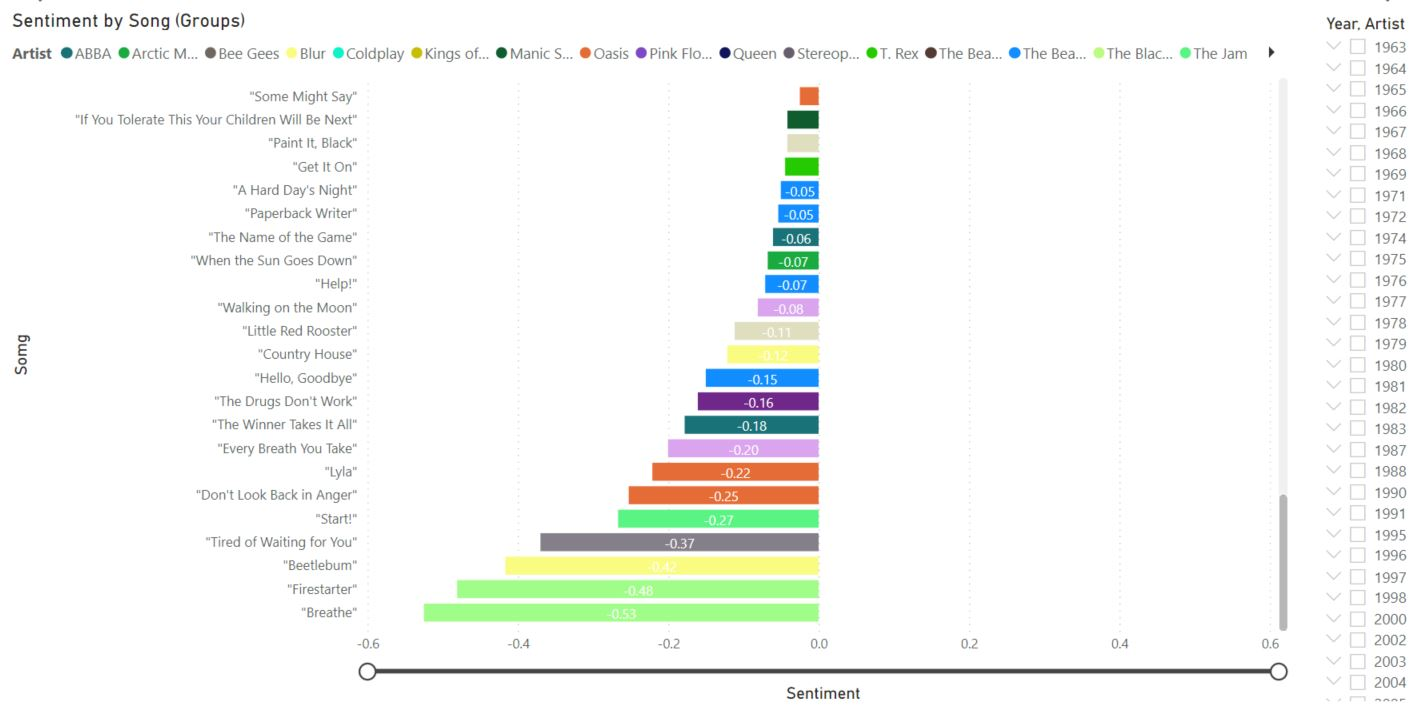 Sentiment by Song (Groups)
Artist ABBA Arctic M... Bee Gees Blur Coldplay Kings of... Manic S... Oasis Pink Flo... Queen Stereop... T. Rex The Bea... The Bea... The Blac... The Jam
"Some Might Say"
"If You Tolerate This Your Children Will Be Next"
"Paint It, Black"
"Get It On"
"A Hard Day's Night" -0.05
"Paperback Writer" -0.05
"The Name of the Game" -0.06
"When the Sun Goes Down" -0.07
"Help!" -0.07
"Walking on the Moon" -0.08
"Little Red Rooster" -0.11
"Country House" -0.12
"Hello, Goodbye" -0.15
"The Drugs Don't Work" -0.16
"The Winner Takes It All" -0.18
"Every Breath You Take" -0.20
"Lyla" -0.22
"Don't Look Back in Anger" -0.25
"Start!" -0.27
"Tired of Waiting for You" -0.37
"Beetlebum" -0.42
"Firestarter" -0.48
"Breathe" -0.53
Somg
-0.6 -0.4 -0.2 0.0 0.2 0.4 0.6
Sentiment
Year, Artist
1963
1964
1965
1966
1967
1968
1969
1971
1972
1974
1975
1976
1977
1978
1979
1980
1981
1982
1983
1987
1988
1990
1991
1995
1996
1997
1998
2000
2002
2003
2004